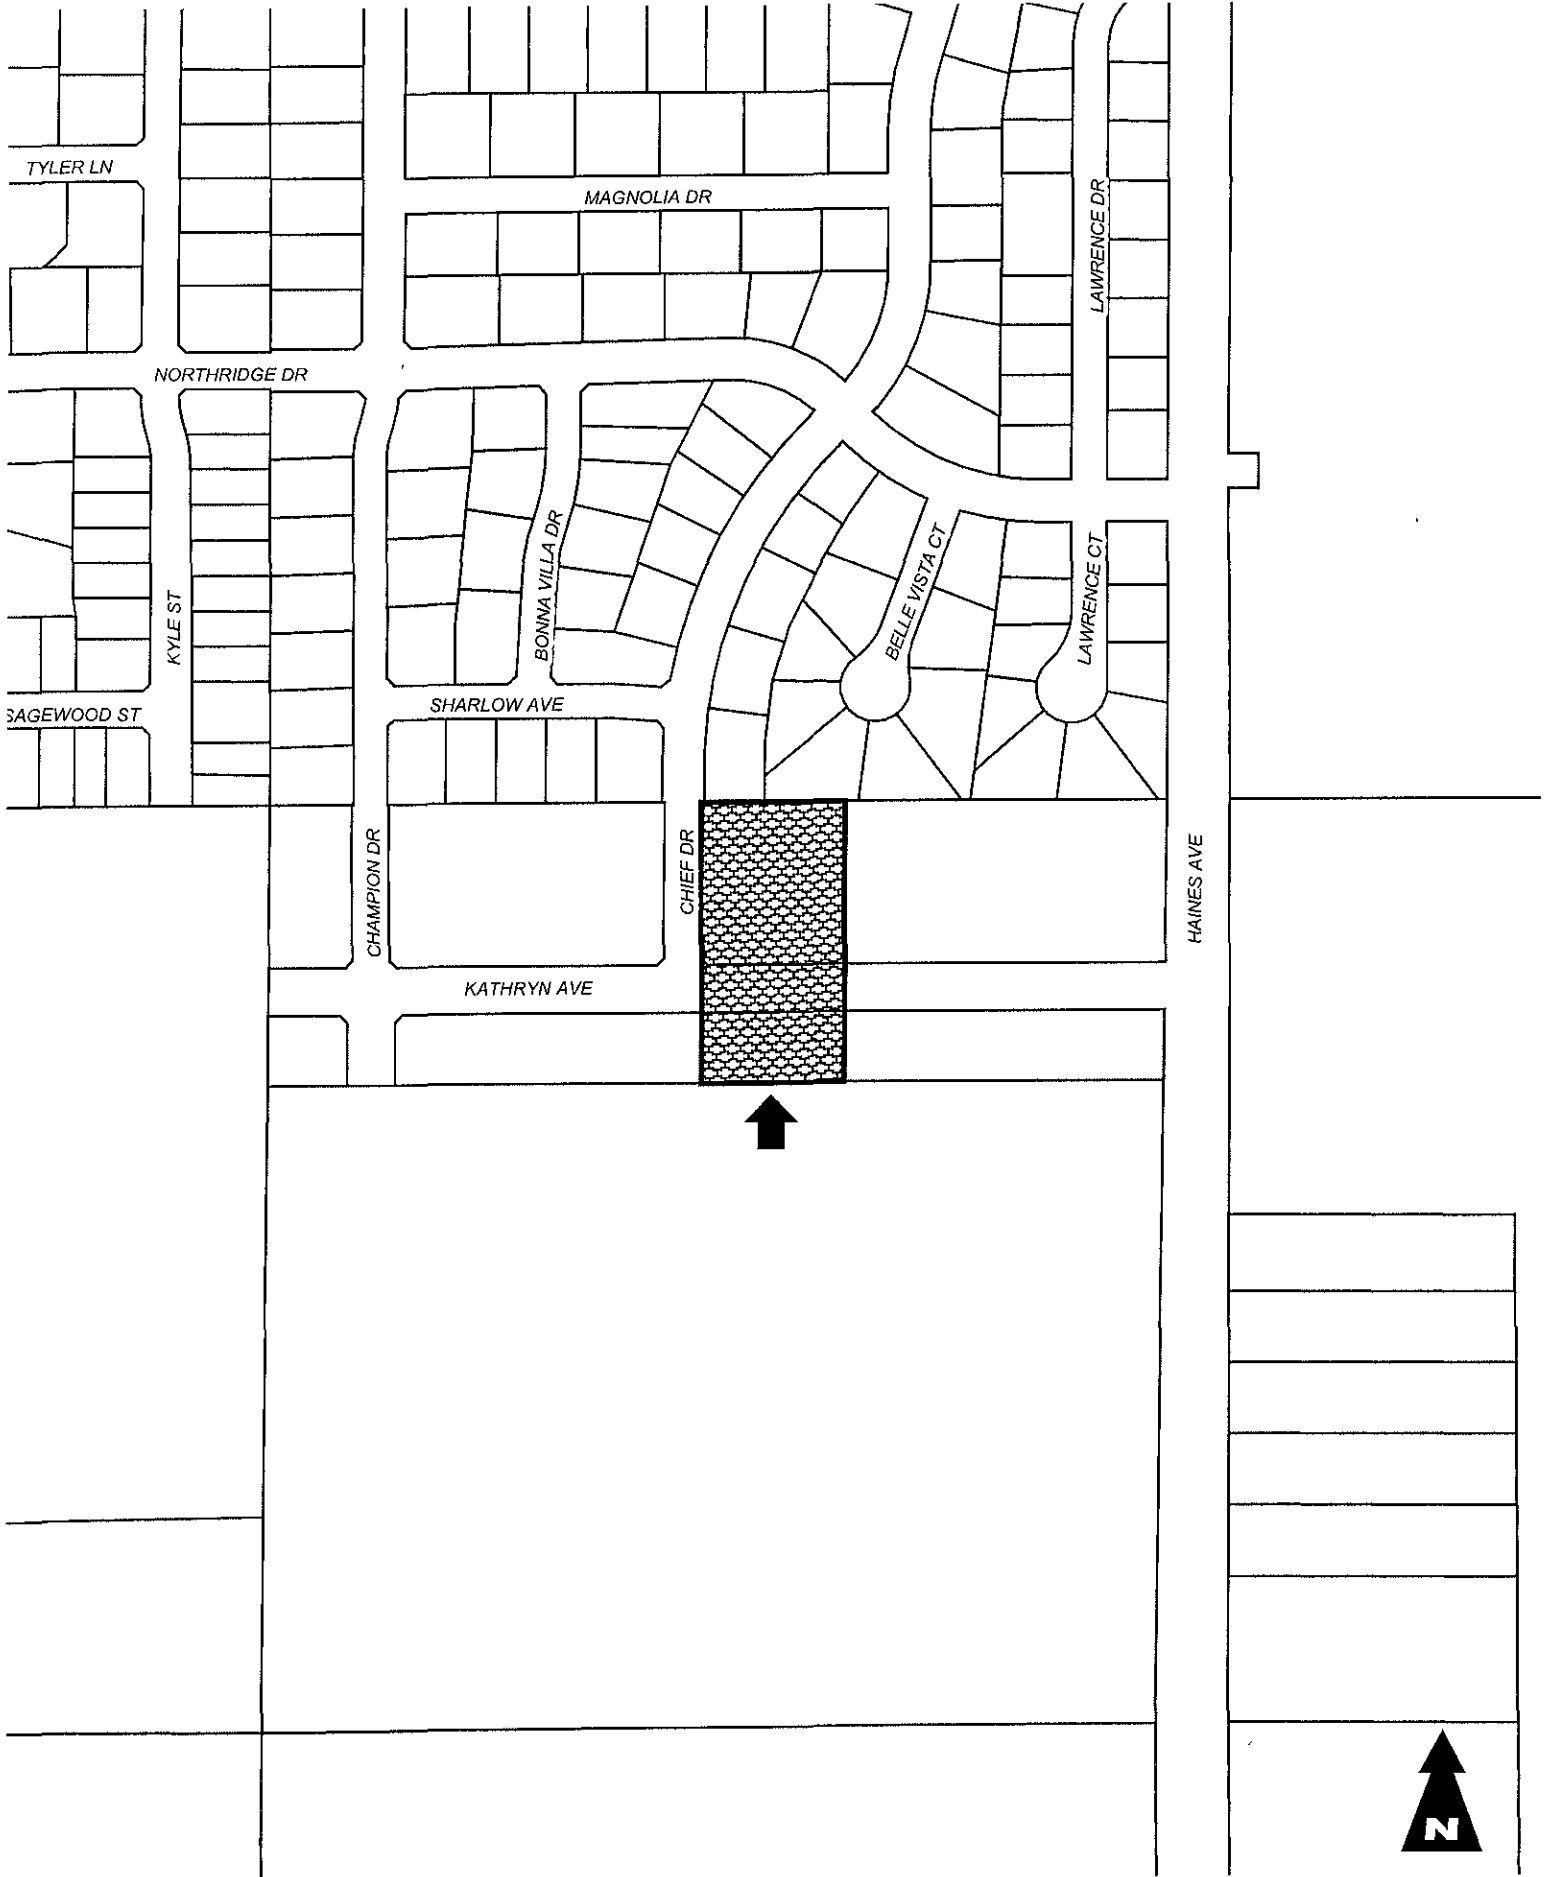 TYLER LN
MAGNOLIA DR
LAWRENCE DR
NORTHRIDGE DR
BONNA VILLA DR
BELLE VISTA CT
LAWRENCE CT
KYLE ST
SHARLOW AVE
SAGEWOOD ST
CHAMPION DR
CHIEF DR
HAINES AVE
KATHRYN AVE
N